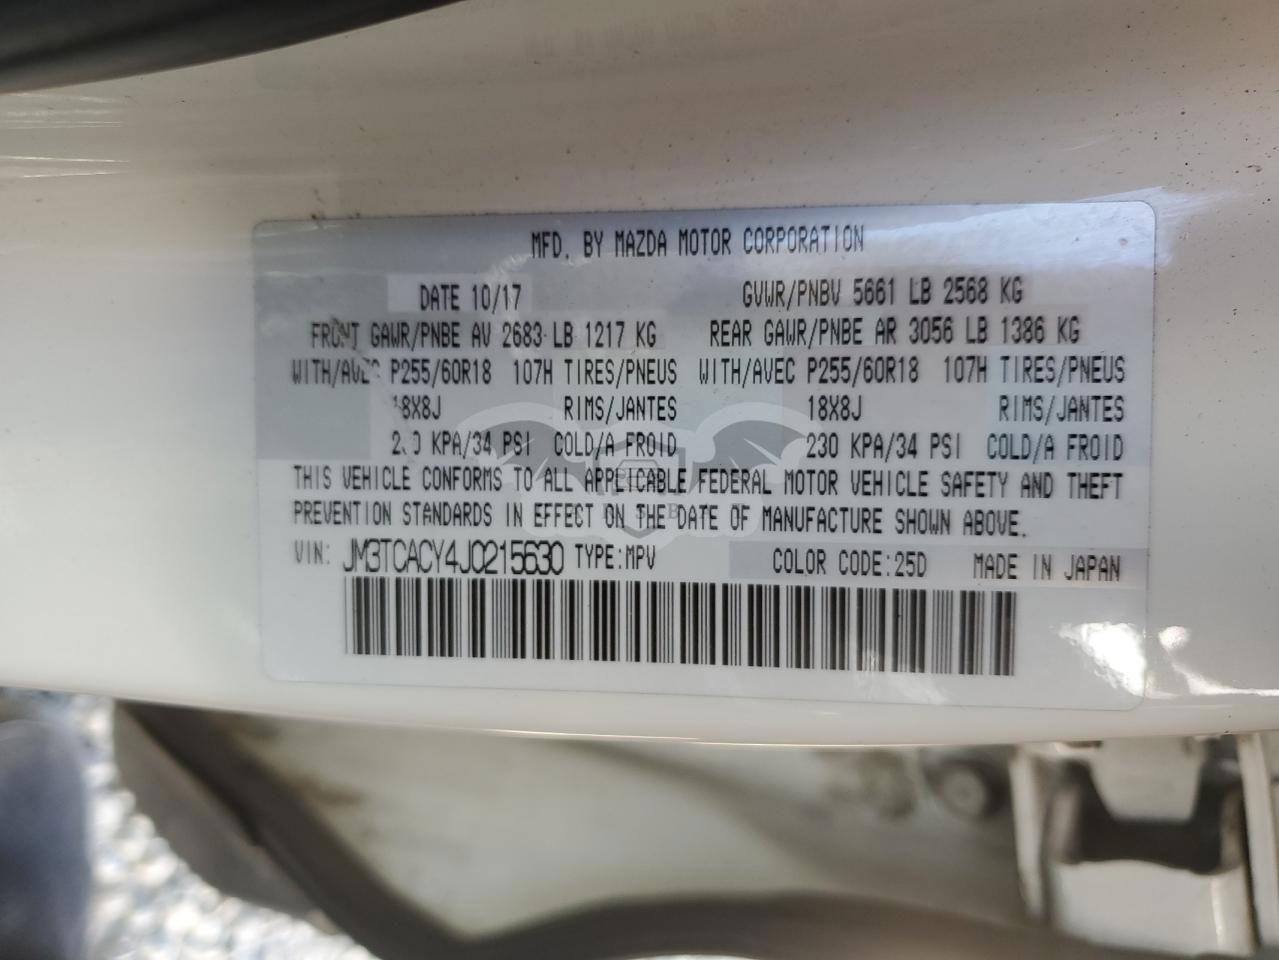 MFD. BY MAZDA MOTOR CORPORATION
DATE 10/17 GVWR/PNBV 5661 LB 2568 KG
FRONT GAWR/PNBE AV 2683 LB 1217 KG REAR GAWR/PNBE AR 3056 LB 1386 KG
WITH/AVEC P255/60R18 107H TIRES/PNEUS WITH/AVEC P255/60R18 107H TIRES/PNEUS
18X8J RIMS/JANTES 18X8J RIMS/JANTES
230 KPA/34 PSI COLD/A FROID 230 KPA/34 PSI COLD/A FROID
THIS VEHICLE CONFORMS TO ALL APPLICABLE FEDERAL MOTOR VEHICLE SAFETY AND THEFT
PREVENTION STANDARDS IN EFFECT ON THE DATE OF MANUFACTURE SHOWN ABOVE.
VIN: JM3TCACY4J0215630 TYPE:MPV COLOR CODE:25D MADE IN JAPAN